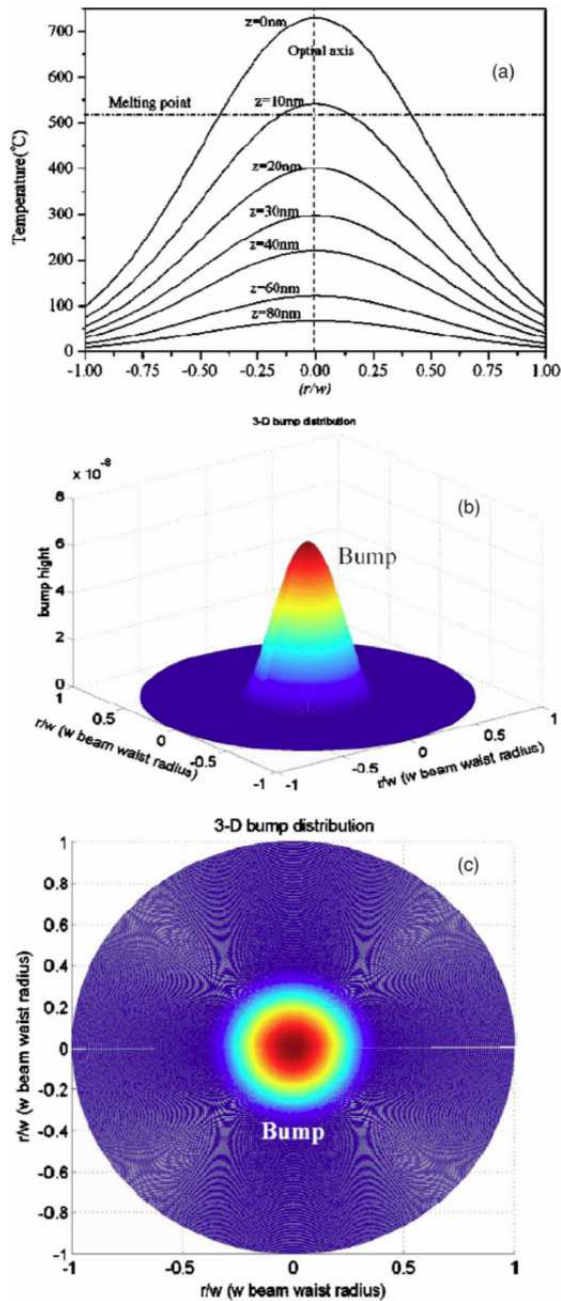 750
700
600
500
400
300
200
100
0
Temperature(°C)
z=0nm
Optial axis
(a)
Melting point
z=10nm
z=20nm
z=30nm
z=40nm
z=60nm
z=80nm
-1.00 -0.75 -0.50 -0.25 0.00 0.25 0.50 0.75 1.00
(r/w)
3-D bump distribution
x 10⁻⁸
(b)
8
6
4
2
0
bump hight
Bump
1
0.5
0
-0.5
-1
r/w (w beam waist radius)
-1
-0.5
0
0.5
1
r/w (w beam waist radius)
3-D bump distribution
(c)
1
0.8
0.6
0.4
0.2
0
-0.2
-0.4
-0.6
-0.8
-1
r/w (w beam waist radius)
Bump
-1 -0.5 0 0.5 1
r/w (w beam waist radius)